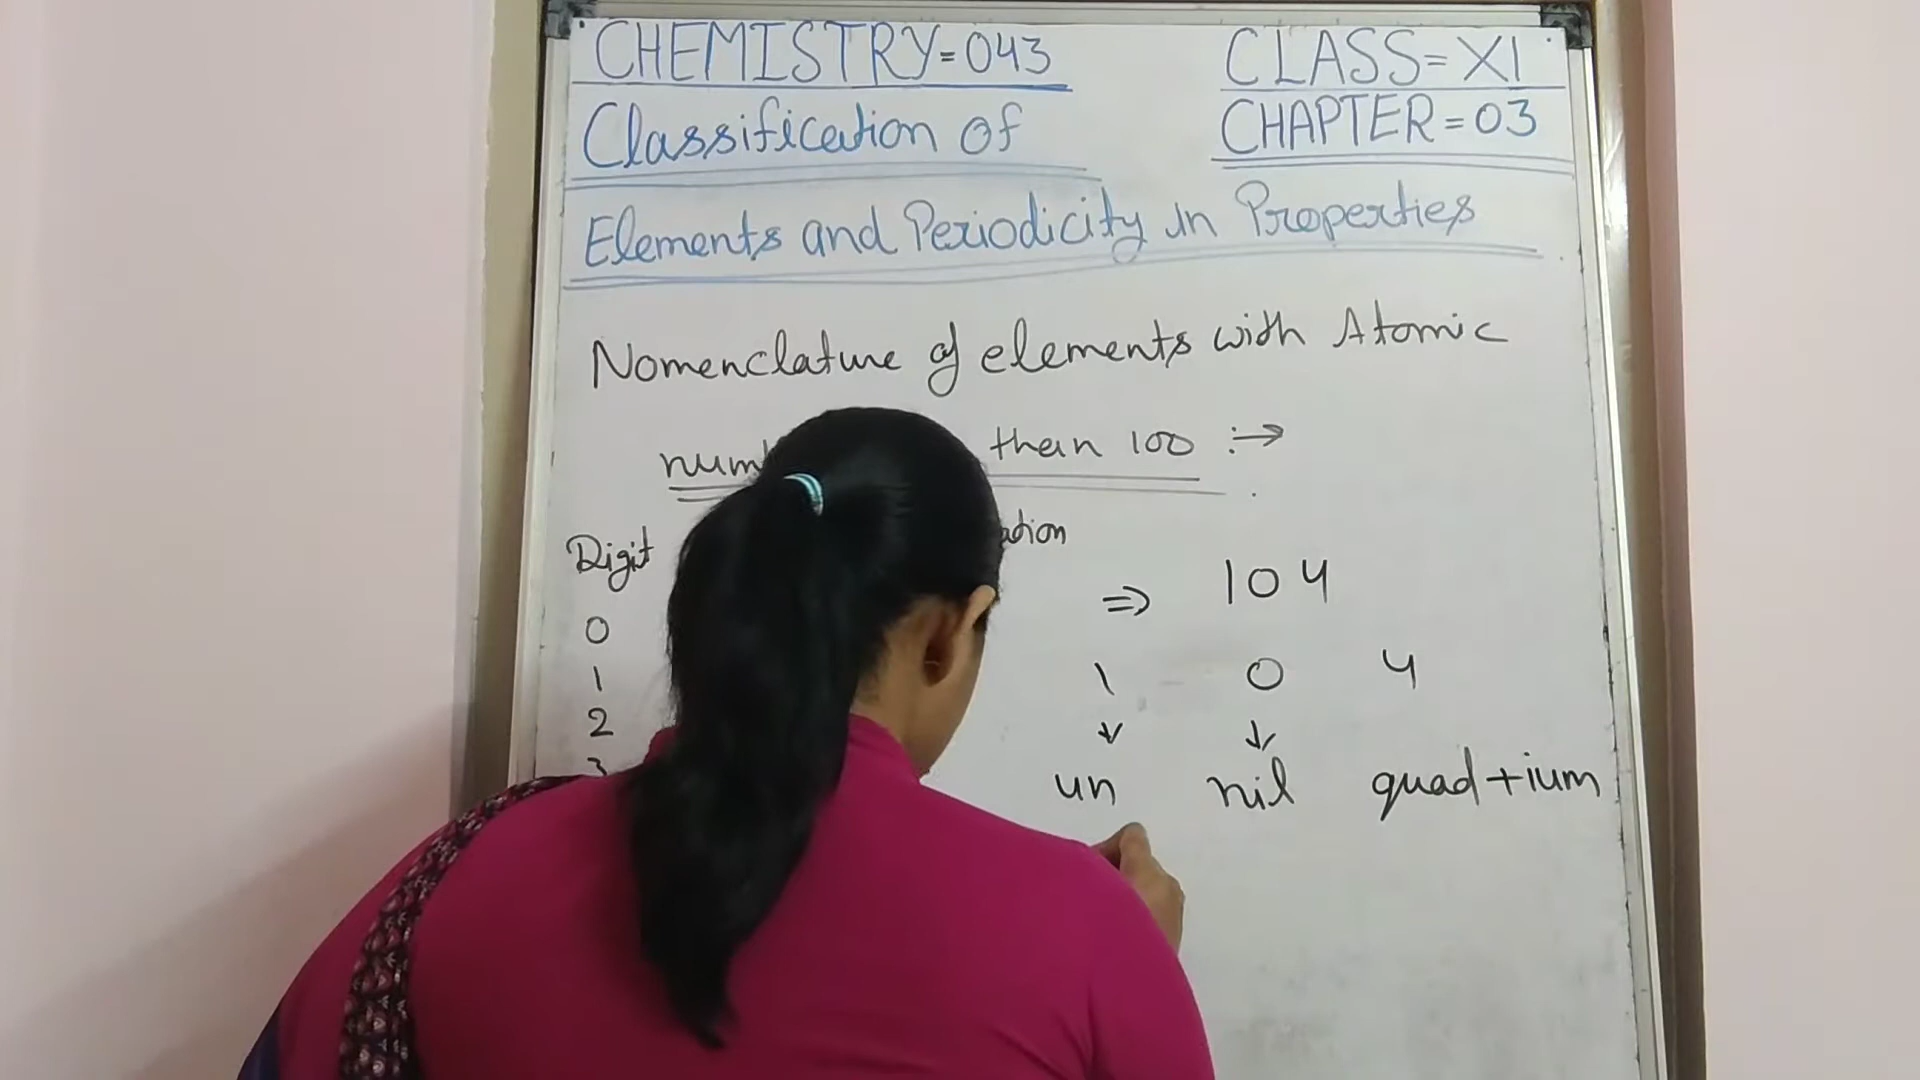 CHEMISTRY=043 CLASS=XI
Classification of CHAPTER=03
Elements and Periodicity in Properties
Nomenclature of elements with Atomic
than 100 :→
Digit
⇒ 104
0
1 1 0 4
2 ↓ ↓
3 un nil quad+ium